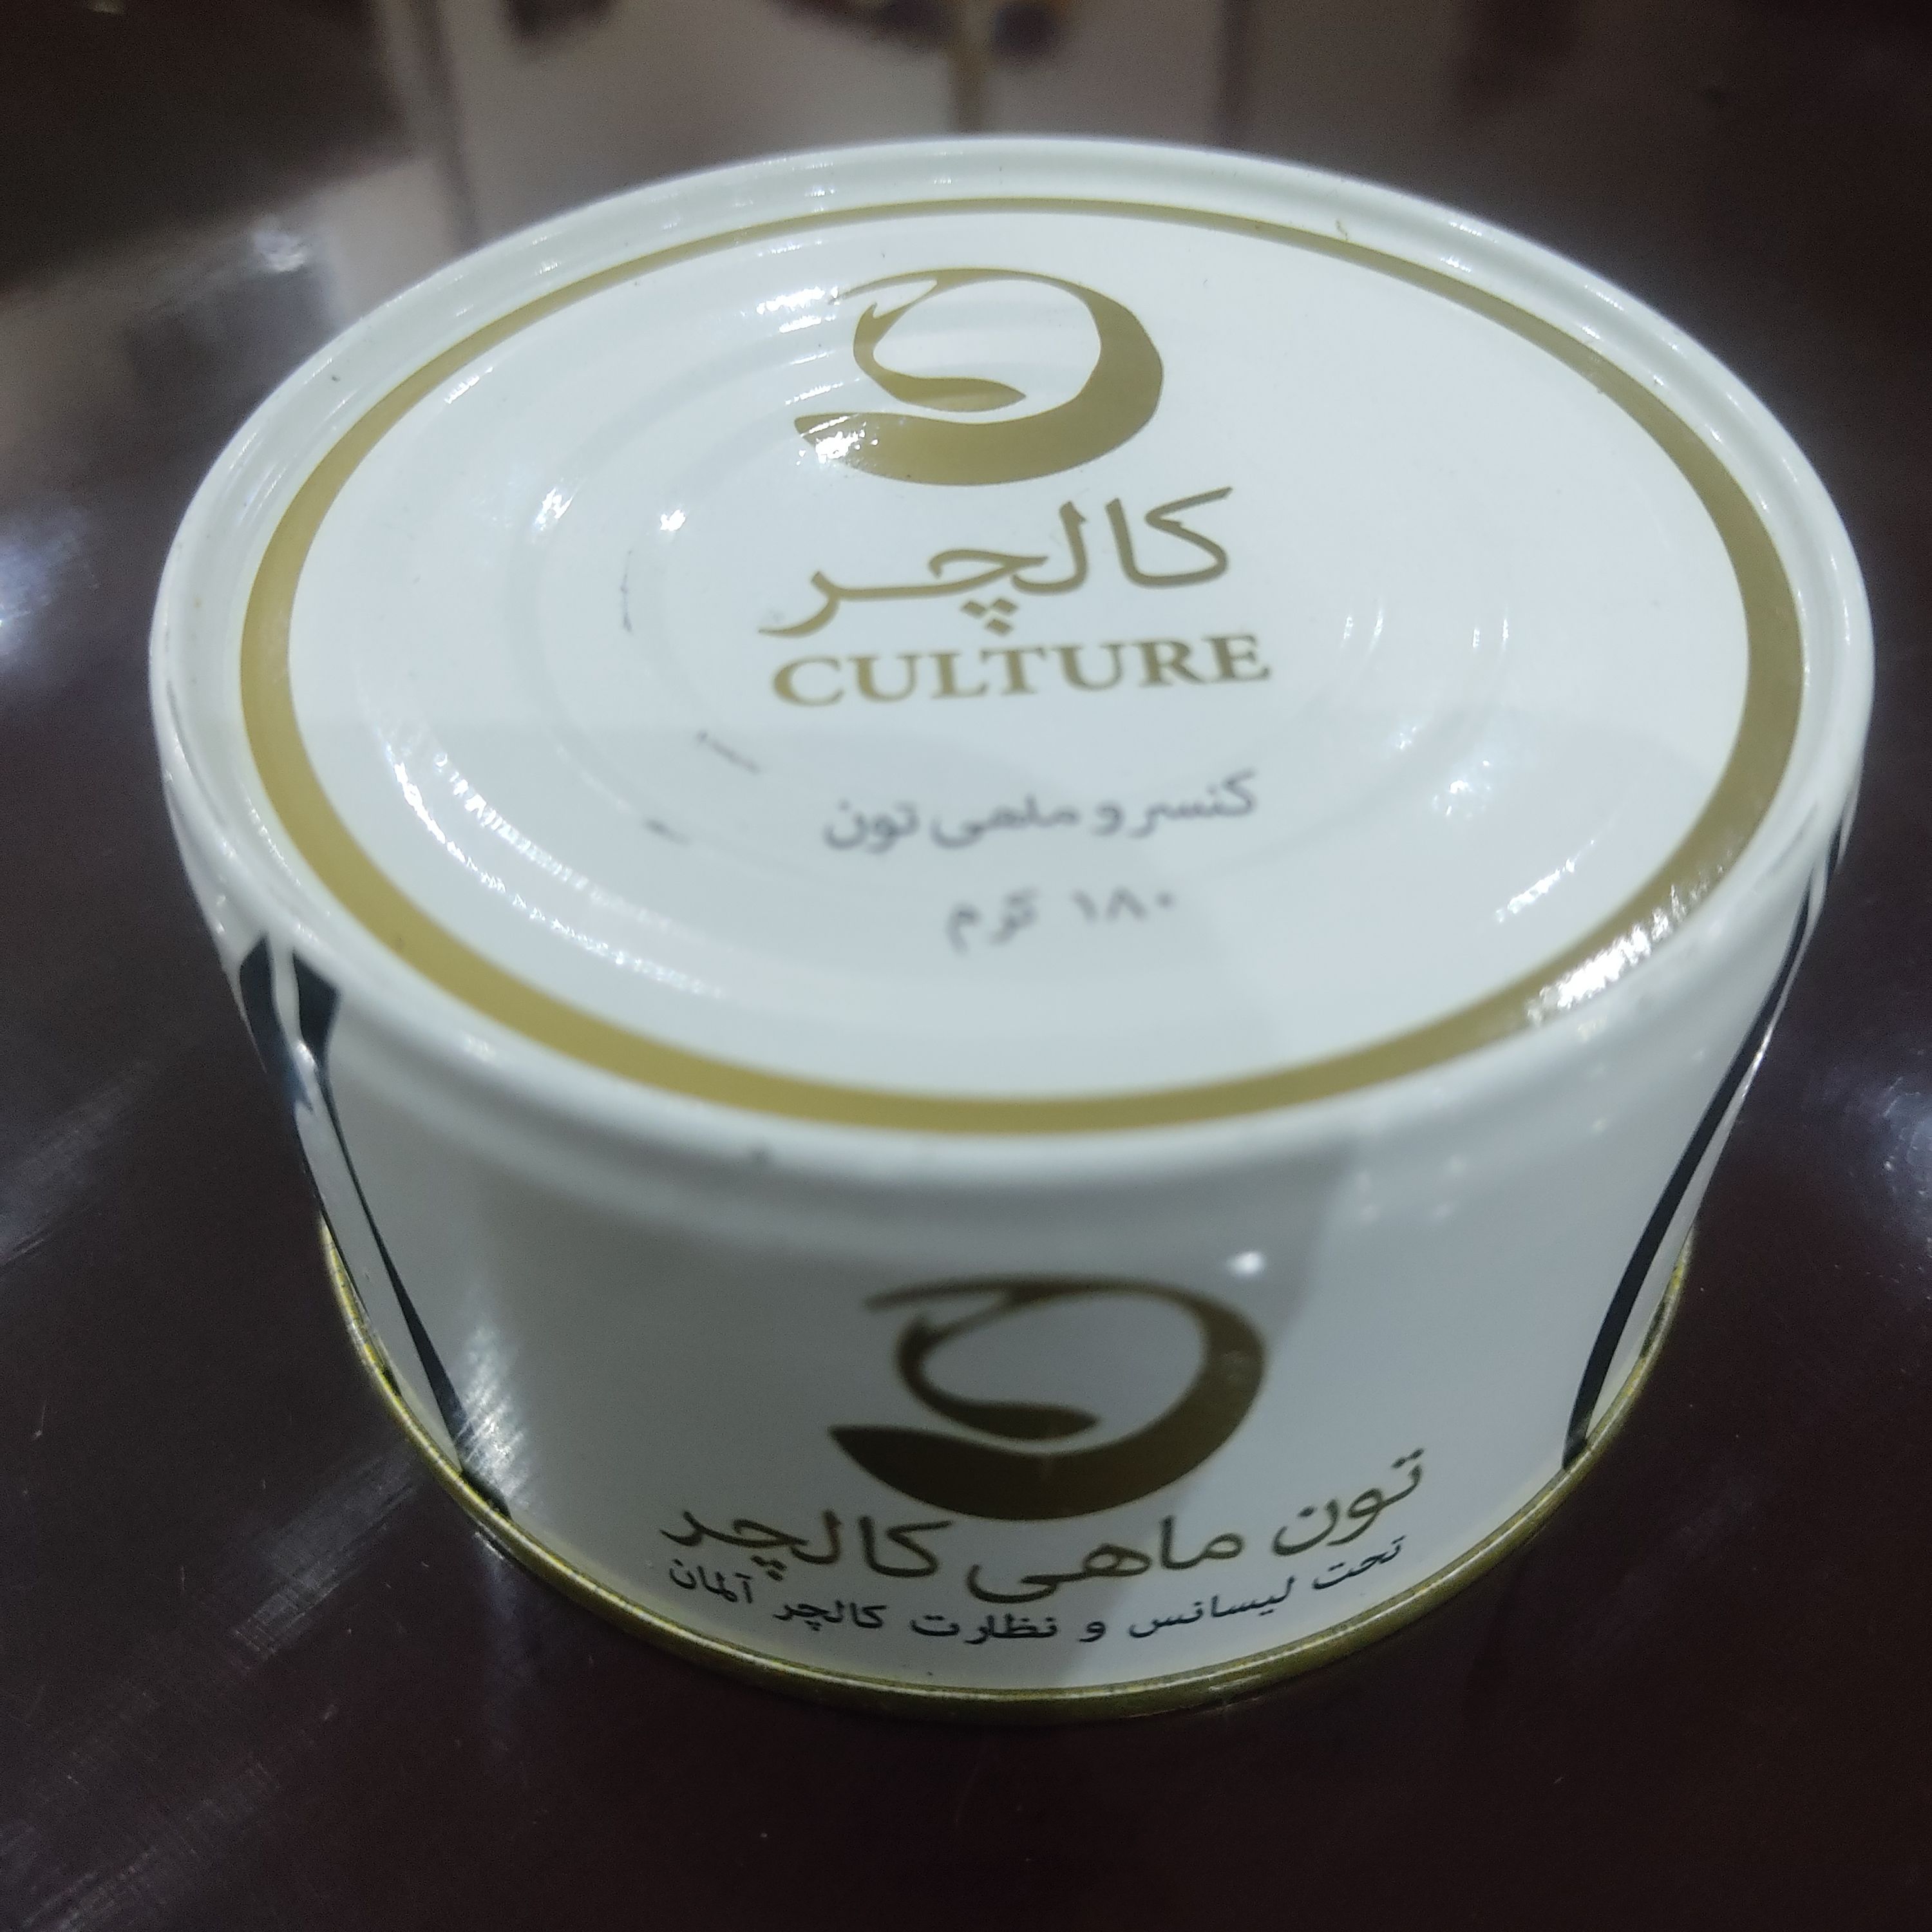 کالچر
CULTURE
کنسرو ماهی تون
۱۸۰ گرم
تون ماهی کالچر
تحت لیسانس و نظارت کالچر آلمان